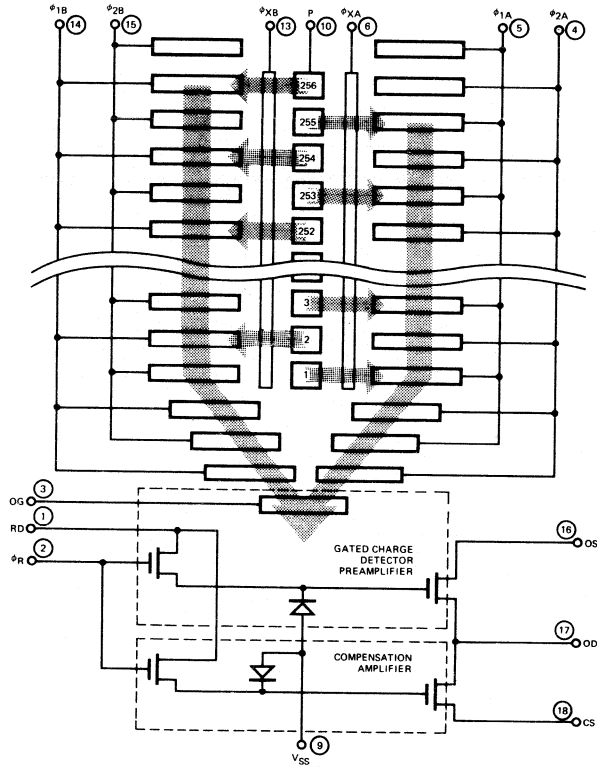 ϕ1B ϕ2B ϕXB P ϕXA ϕ1A ϕ2A
14 15 13 10 6 5 4
256
255
254
253
252
3
2
1
3
OG
1
RD
2
ϕR
16
OS
GATED CHARGE
DETECTOR
PREAMPLIFIER
17
OD
COMPENSATION
AMPLIFIER
18
CS
9
VSS